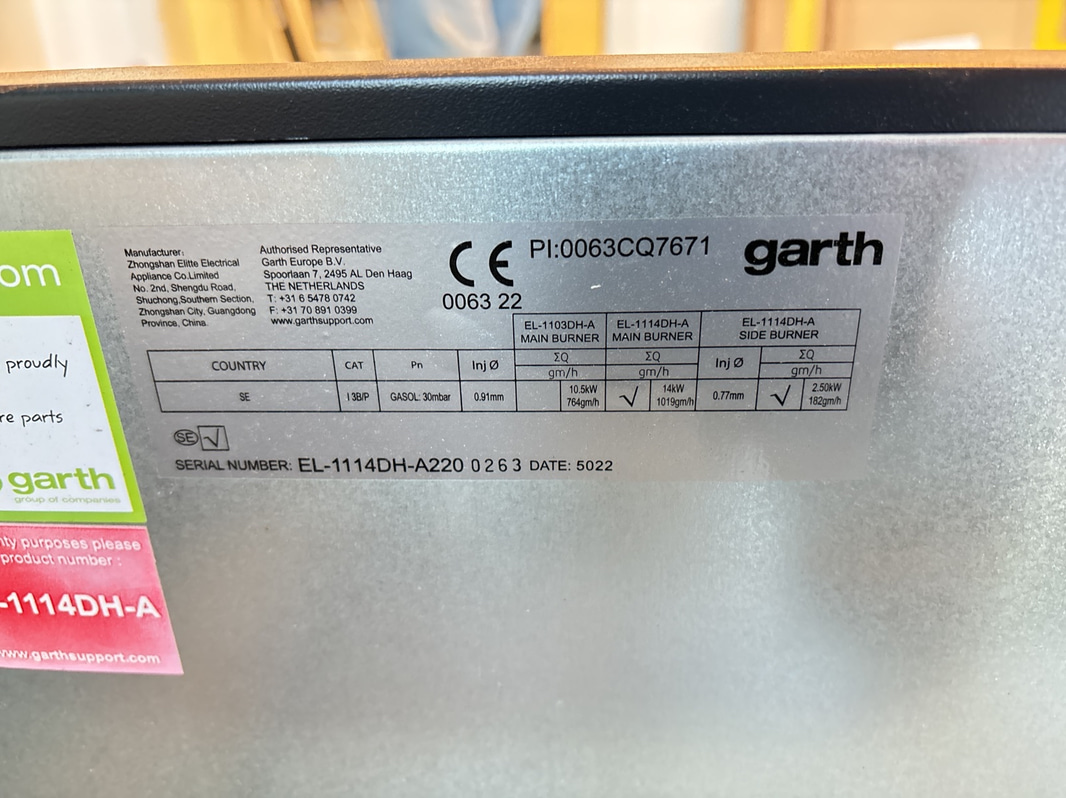 om
proudly
re parts
garth
group of companies
ty purposes please
product number :
-1114DH-A
www.garthsupport.com
Manufacturer:
Zhongshan Elitte Electrical
Appliance Co.Limited
No. 2nd, Shengdu Road,
Shuchong,Southern Section,
Zhongshan City, Guangdong
Province, China.
Authorised Representative
Garth Europe B.V.
Spoorlaan 7, 2495 AL Den Haag
THE NETHERLANDS
T: +31 6 5478 0742
F: +31 70 891 0399
www.garthsupport.com
CE
0063 22
PI:0063CQ7671
garth
EL-1103DH-A MAIN BURNER EL-1114DH-A MAIN BURNER EL-1114DH-A SIDE BURNER
COUNTRY CAT Pn Inj Ø ΣQ gm/h ΣQ gm/h Inj Ø ΣQ gm/h
SE I 3B/P GASOL: 30mbar 0.91mm 10.5kW 764gm/h √ 14kW 1019gm/h 0.77mm √ 2.50kW 182gm/h
SE √
SERIAL NUMBER: EL-1114DH-A220 0263 DATE: 5022